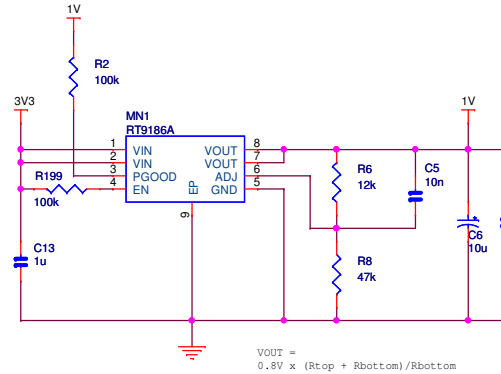 1V
R2
100k
3V3
1V
MN1
RT9186A
1 VIN VOUT 8
2 VIN VOUT 7
3 PGOOD ADJ 6
4 EN GND 5
EP
9
R199
100k
R6
12k
C5
10n
C6
10u
C13
1u
R8
47k
VOUT =
0.8V x (Rtop + Rbottom)/Rbottom